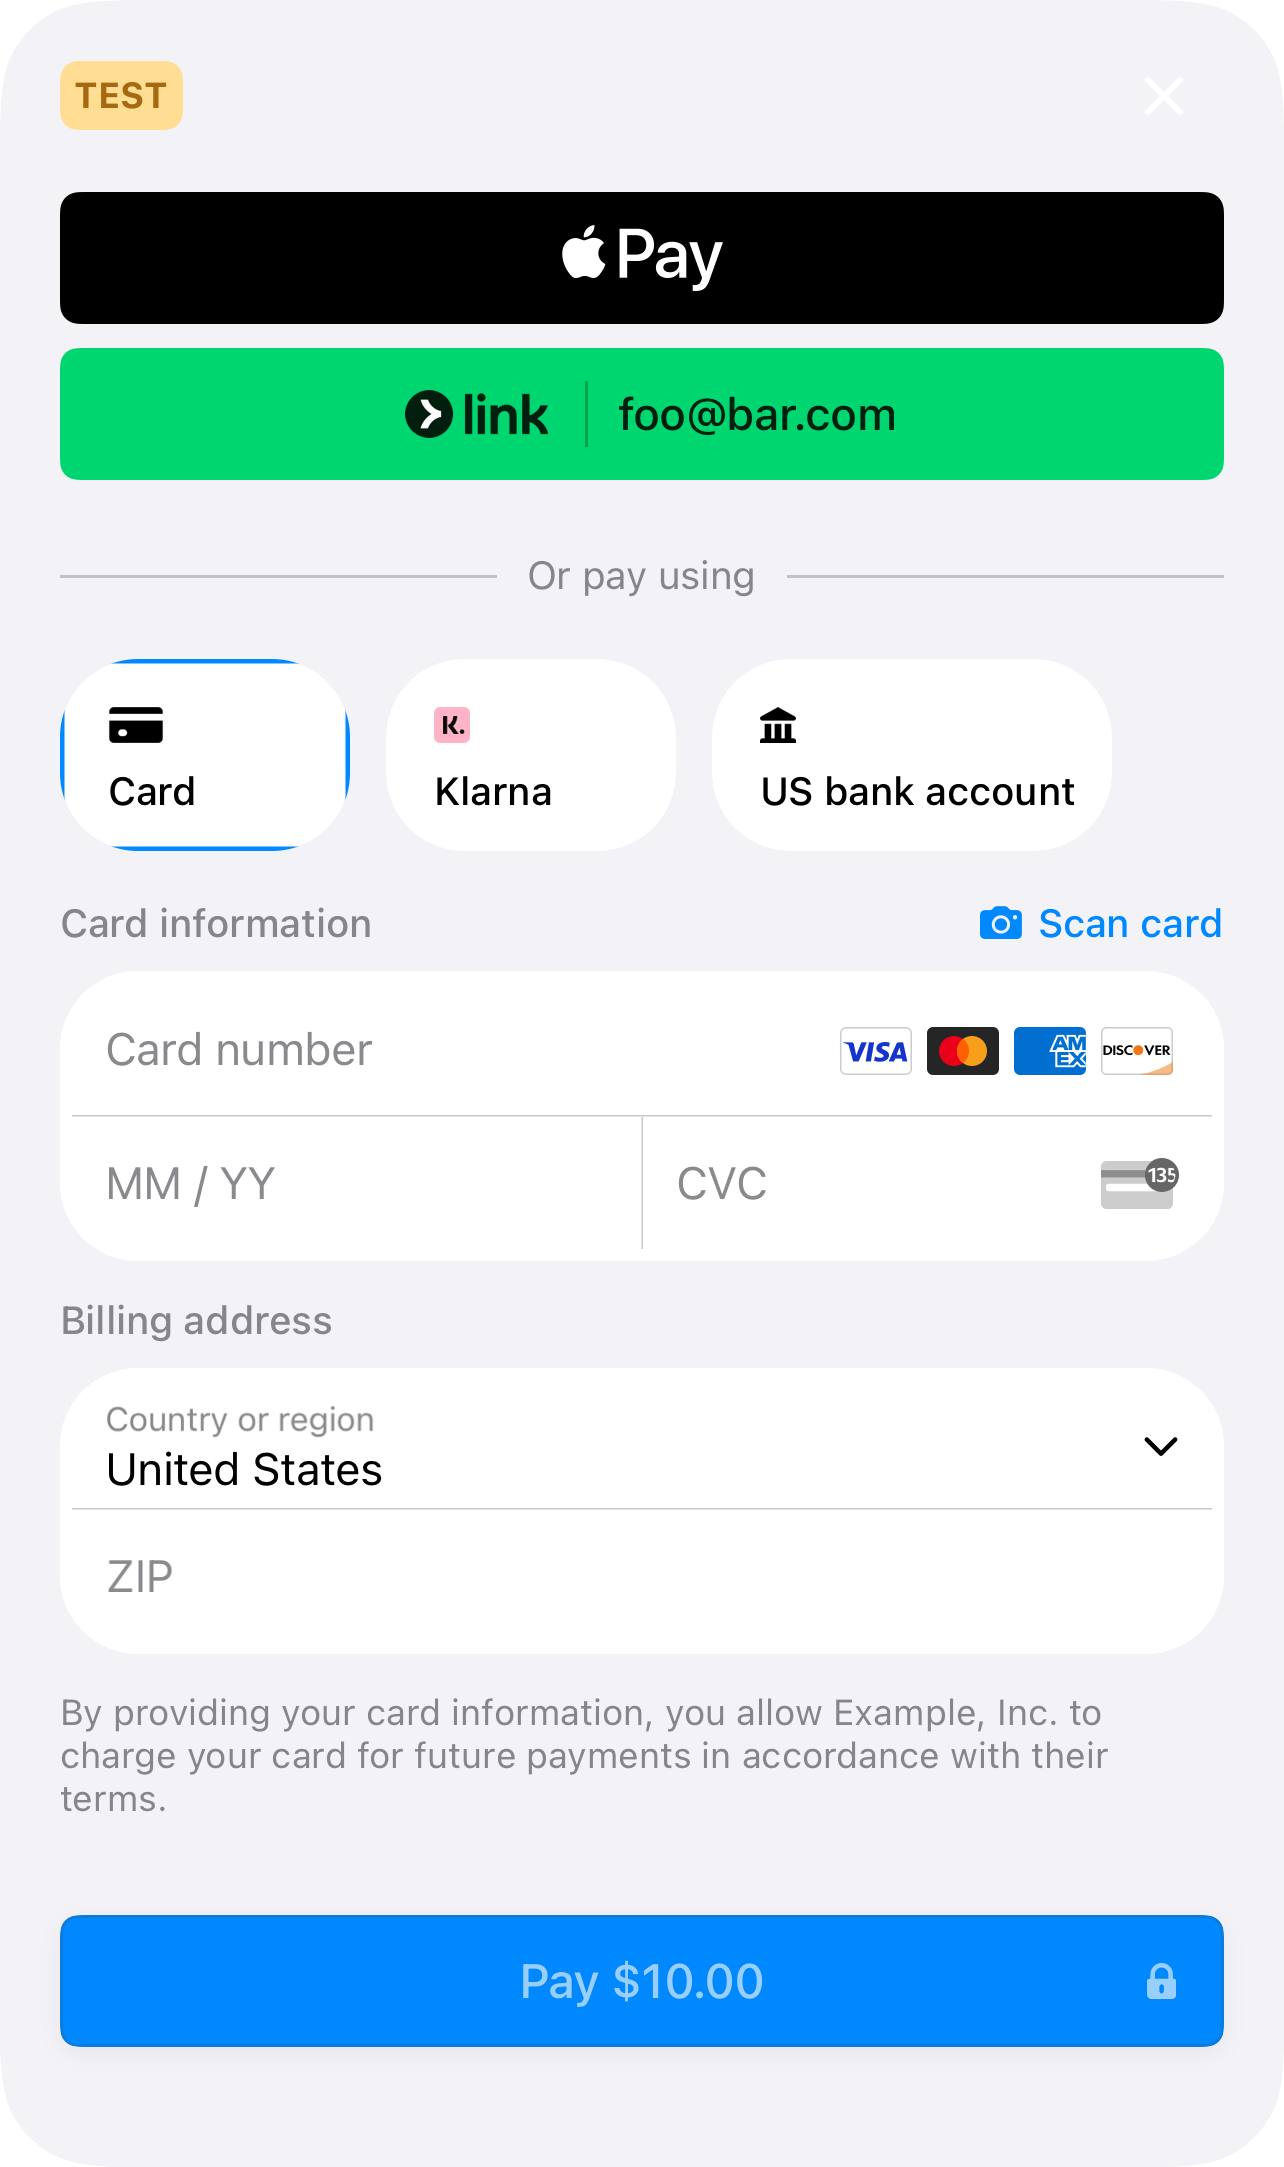 TEST
Pay
link | foo@bar.com
Or pay using
Card
K. Klarna
US bank account
Card information
Scan card
Card number
VISA
AMEX
DISCOVER
MM / YY
CVC
135
Billing address
Country or region
United States
ZIP
By providing your card information, you allow Example, Inc. to
charge your card for future payments in accordance with their
terms.
Pay $10.00